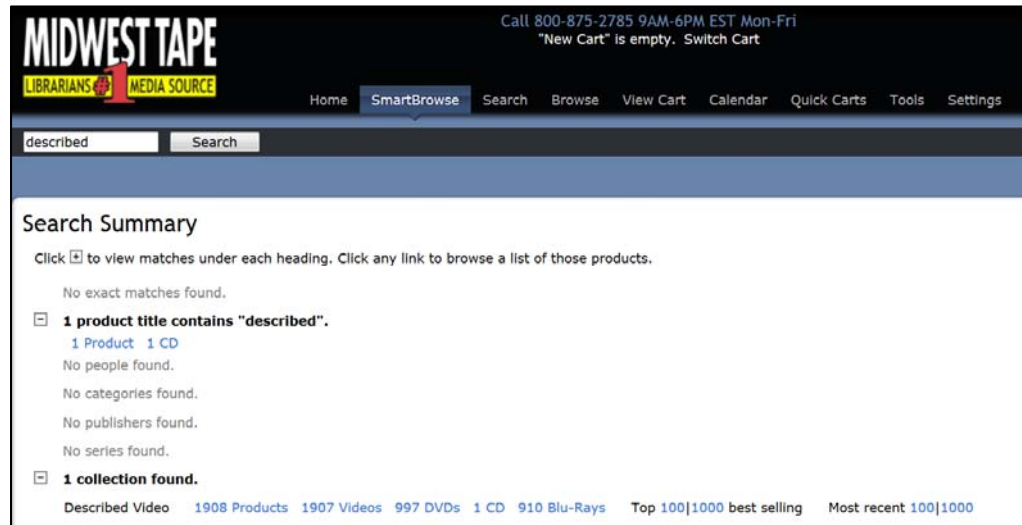 MIDWEST TAPE
LIBRARIANS #1 MEDIA SOURCE
Call 800-875-2785 9AM-6PM EST Mon-Fri
"New Cart" is empty. Switch Cart
Home SmartBrowse Search Browse View Cart Calendar Quick Carts Tools Settings
described Search
Search Summary
Click + to view matches under each heading. Click any link to browse a list of those products.
No exact matches found.
1 product title contains "described".
1 Product 1 CD
No people found.
No categories found.
No publishers found.
No series found.
1 collection found.
Described Video 1908 Products 1907 Videos 997 DVDs 1 CD 910 Blu-Rays Top 100|1000 best selling Most recent 100|1000